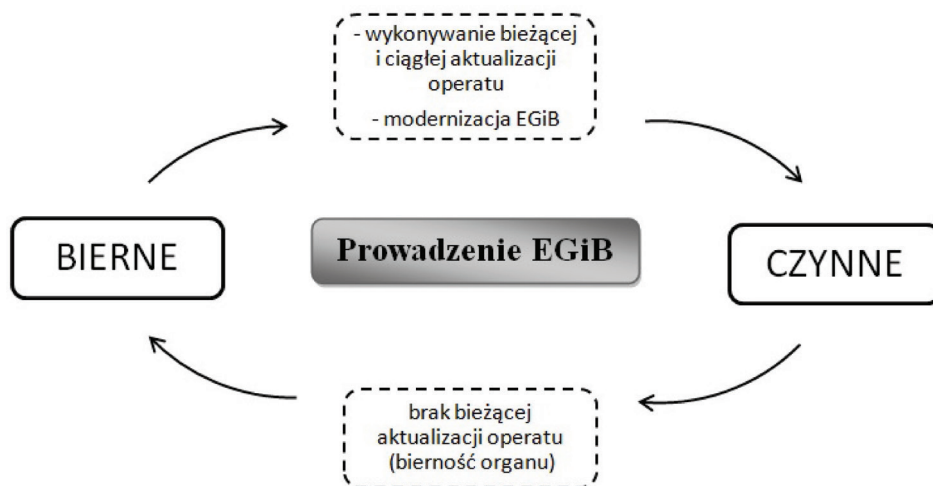 - wykonywanie bieżącej
i ciągłej aktualizacji
operatu
- modernizacja EGiB
BIERNE
Prowadzenie EGiB
CZYNNE
brak bieżącej
aktualizacji operatu
(bierność organu)